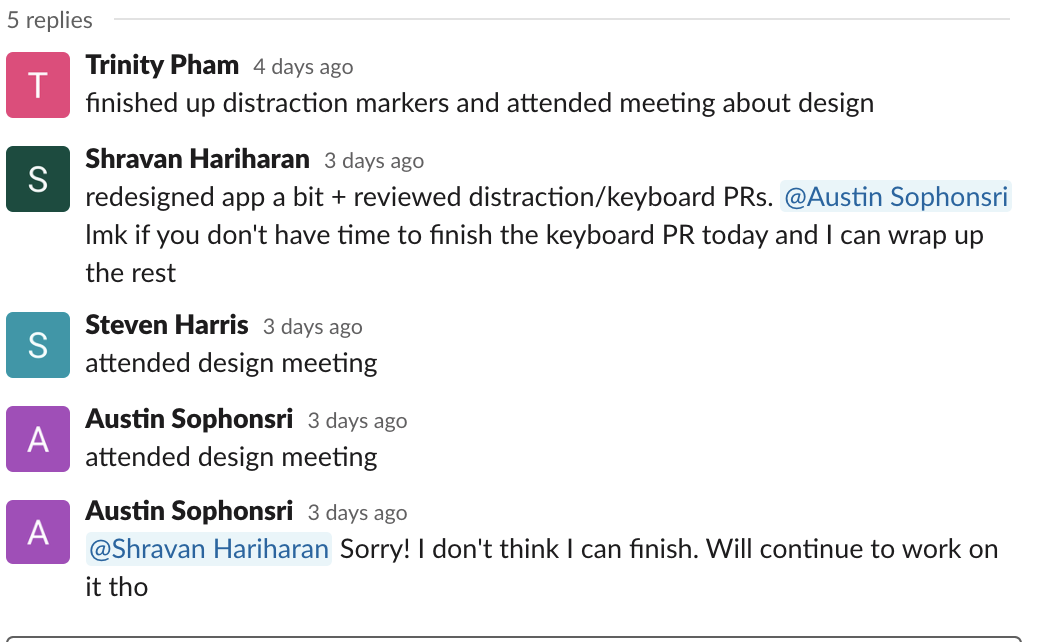 5 replies
T
Trinity Pham 4 days ago
finished up distraction markers and attended meeting about design
S
Shravan Hariharan 3 days ago
redesigned app a bit + reviewed distraction/keyboard PRs. @Austin Sophonsri
lmk if you don't have time to finish the keyboard PR today and I can wrap up
the rest
S
Steven Harris 3 days ago
attended design meeting
A
Austin Sophonsri 3 days ago
attended design meeting
A
Austin Sophonsri 3 days ago
@Shravan Hariharan Sorry! I don't think I can finish. Will continue to work on
it tho